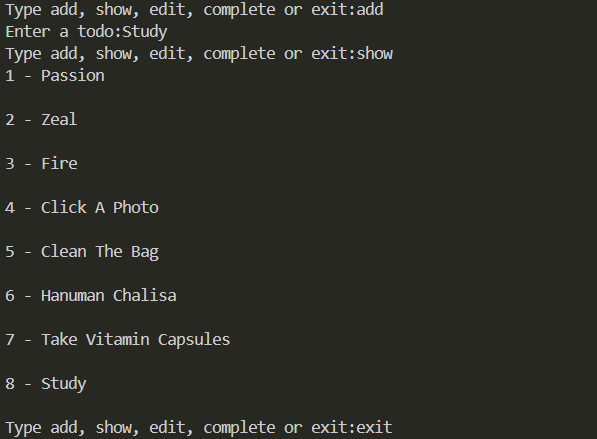 Type add, show, edit, complete or exit:add
Enter a todo:Study
Type add, show, edit, complete or exit:show
1 - Passion
2 - Zeal
3 - Fire
4 - Click A Photo
5 - Clean The Bag
6 - Hanuman Chalisa
7 - Take Vitamin Capsules
8 - Study
Type add, show, edit, complete or exit:exit